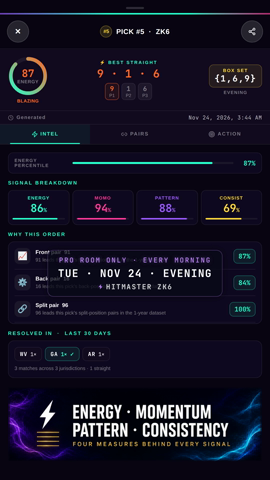 #5 PICK #5 · ZK6
87
ENERGY
BLAZING
⚡ BEST STRAIGHT
9 · 1 · 6
9 1 6
P1 P2 P3
BOX SET
{1,6,9}
EVENING
Generated
Nov 24, 2026, 3:44 AM
INTEL
PAIRS
ACTION
ENERGY
PERCENTILE
87%
SIGNAL BREAKDOWN
ENERGY MOMO PATTERN CONSIST
86% 94% 88% 69%
WHY THIS ORDER
Front pair
87%
PRO ROOM ONLY · EVERY MORNING
TUE · NOV 24 · EVENING
HITMASTER ZK6
Back
84%
Split pair 96
96 leads this pick's split-position pairs in the 1-year dataset
100%
RESOLVED IN · LAST 30 DAYS
WV 1× GA 1× ✓ AR 1×
3 matches across 3 jurisdictions · 1 straight
ENERGY · MOMENTUM
PATTERN · CONSISTENCY
FOUR MEASURES BEHIND EVERY SIGNAL